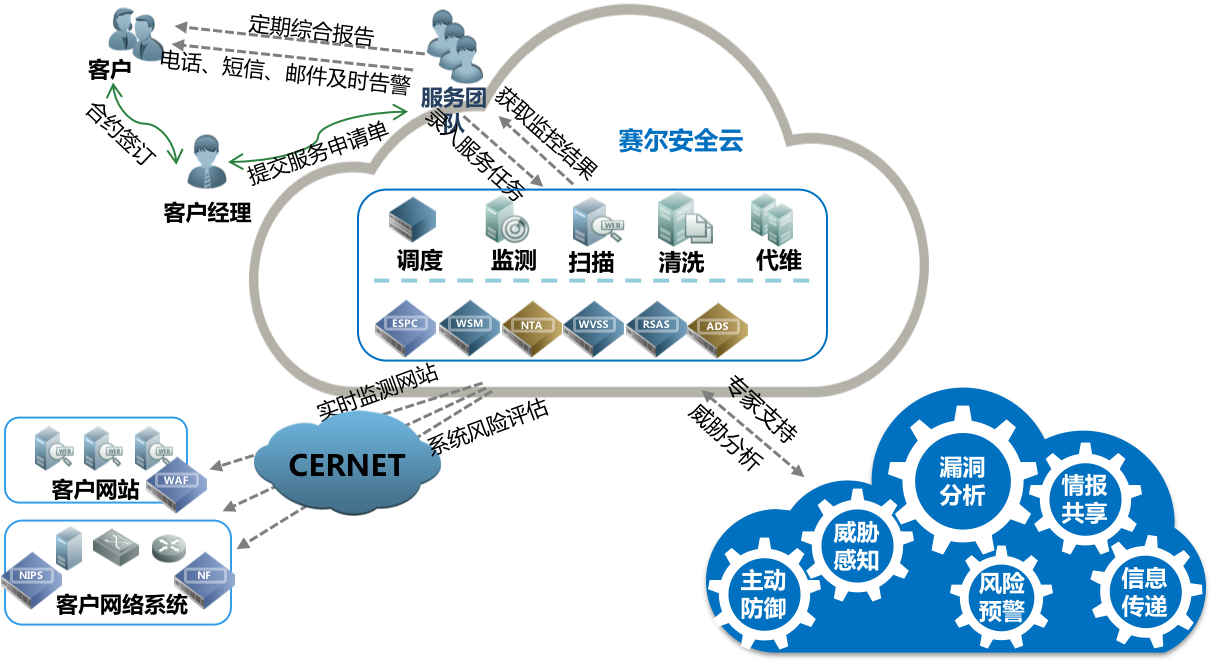 定期综合报告
电话、短信、邮件及时告警
客户
服务团
队
合约签订
提交服务申请单
客户经理
录入服务任务
获取监控结果
赛尔安全云
调度
监测
扫描
清洗
代维
WEB
ESPC
WSM
NTA
WVSS
RSAS
ADS
实时监测网站
系统风险评估
CERNET
专家支持
威胁分析
WEB
WEB
WEB
WAF
客户网站
NIPS
NF
客户网络系统
漏洞
分析
情报
共享
威胁
感知
主动
防御
风险
预警
信息
传递